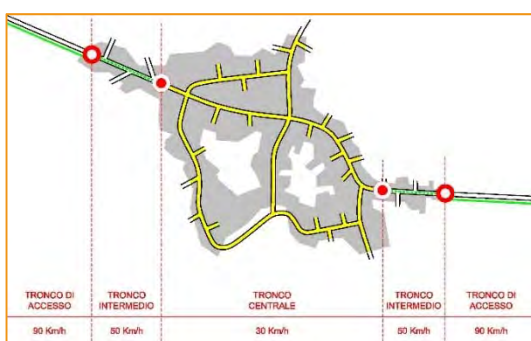 TRONCO DI
ACCESSO
TRONCO
INTERMEDIO
TRONCO
CENTRALE
TRONCO
INTERMEDIO
TRONCO DI
ACCESSO
90 Km/h
50 Km/h
30 Km/h
50 Km/h
90 Km/h